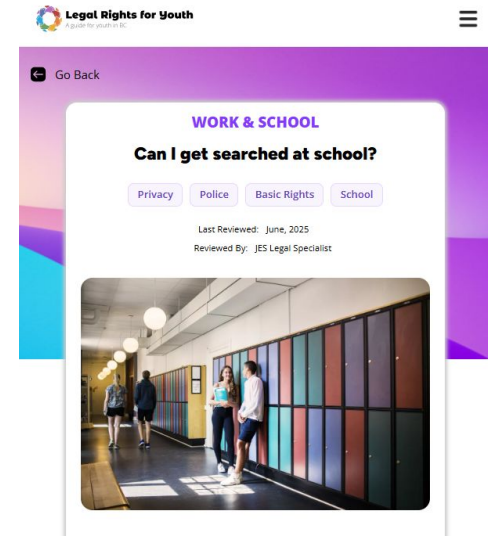 Legal Rights for Youth
A guide for youth in BC
Go Back
WORK & SCHOOL
Can I get searched at school?
Privacy Police Basic Rights School
Last Reviewed: June, 2025
Reviewed By: JES Legal Specialist